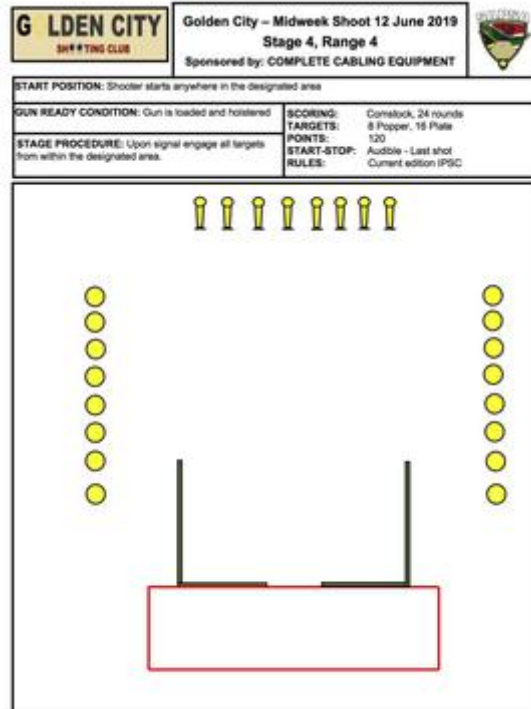 G LDEN CITY
SH**TING CLUB
Golden City – Midweek Shoot 12 June 2019
Stage 4, Range 4
Sponsored by: COMPLETE CABLING EQUIPMENT
START POSITION: Shooter starts anywhere in the designated area
GUN READY CONDITION: Gun is loaded and holstered
STAGE PROCEDURE: Upon signal engage all targets
from within the designated area.
SCORING: Comstock, 24 rounds
TARGETS: 8 Popper, 16 Plate
POINTS: 120
START-STOP: Audible - Last shot
RULES: Current edition IPSC